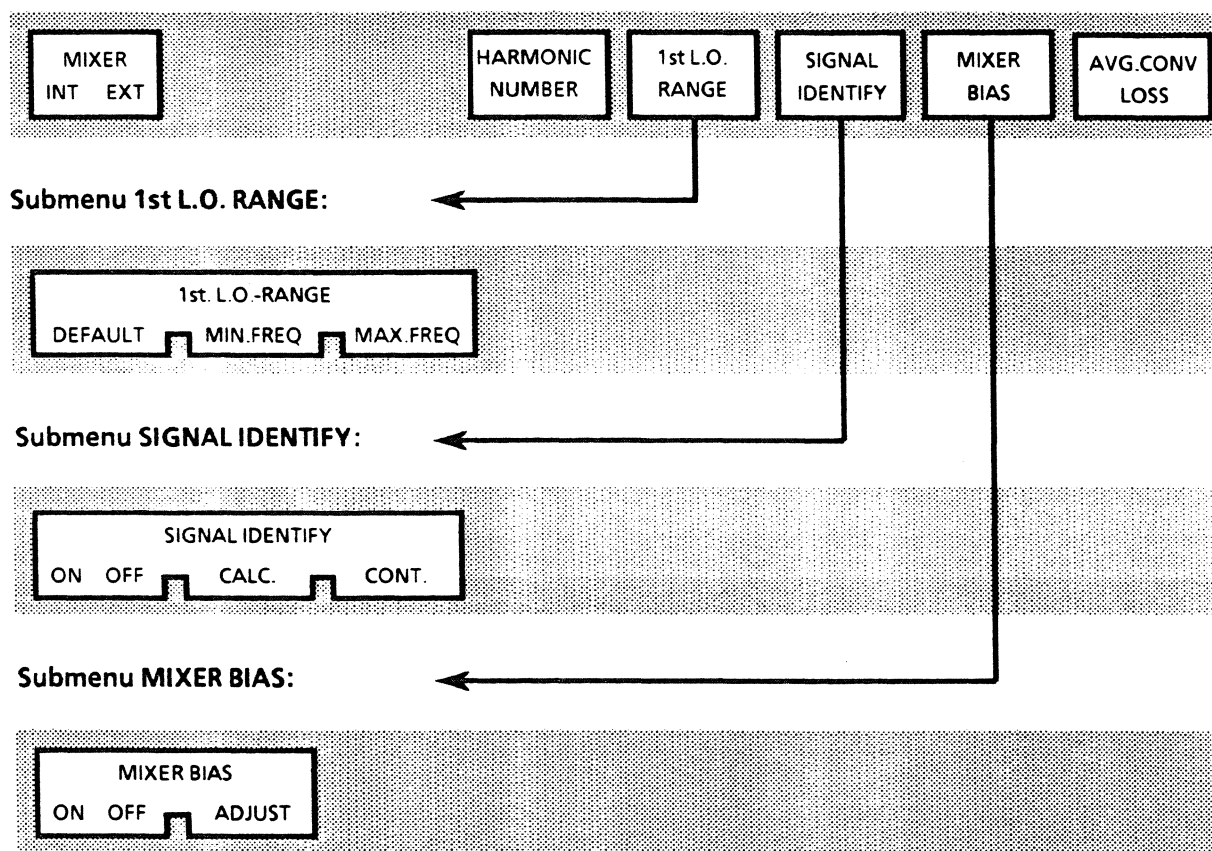 MIXER
INT EXT
HARMONIC
NUMBER
1st L.O.
RANGE
SIGNAL
IDENTIFY
MIXER
BIAS
AVG.CONV
LOSS
Submenu 1st L.O. RANGE:
1st. L.O.-RANGE
DEFAULT MIN.FREQ MAX.FREQ
Submenu SIGNAL IDENTIFY:
SIGNAL IDENTIFY
ON OFF CALC. CONT.
Submenu MIXER BIAS:
MIXER BIAS
ON OFF ADJUST